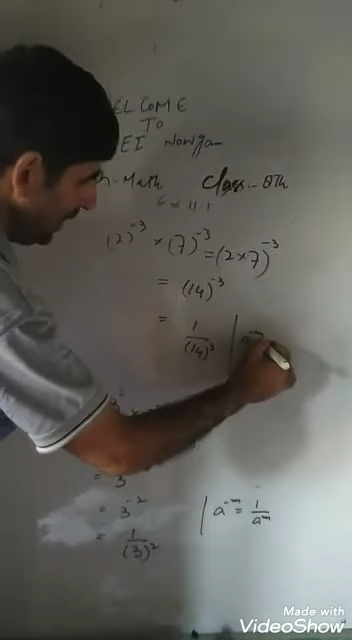 ELCOME
TO
EI
-Math Class:- 8th
(2)⁻³ × (7)⁻³ = (2×7)⁻³
= (14)⁻³
= 1/(14)³ | a⁻ᵐ
= 3
= 3⁻² | a⁻ᵐ = 1/aᵐ
= 1/(3)²
Made with
VideoShow